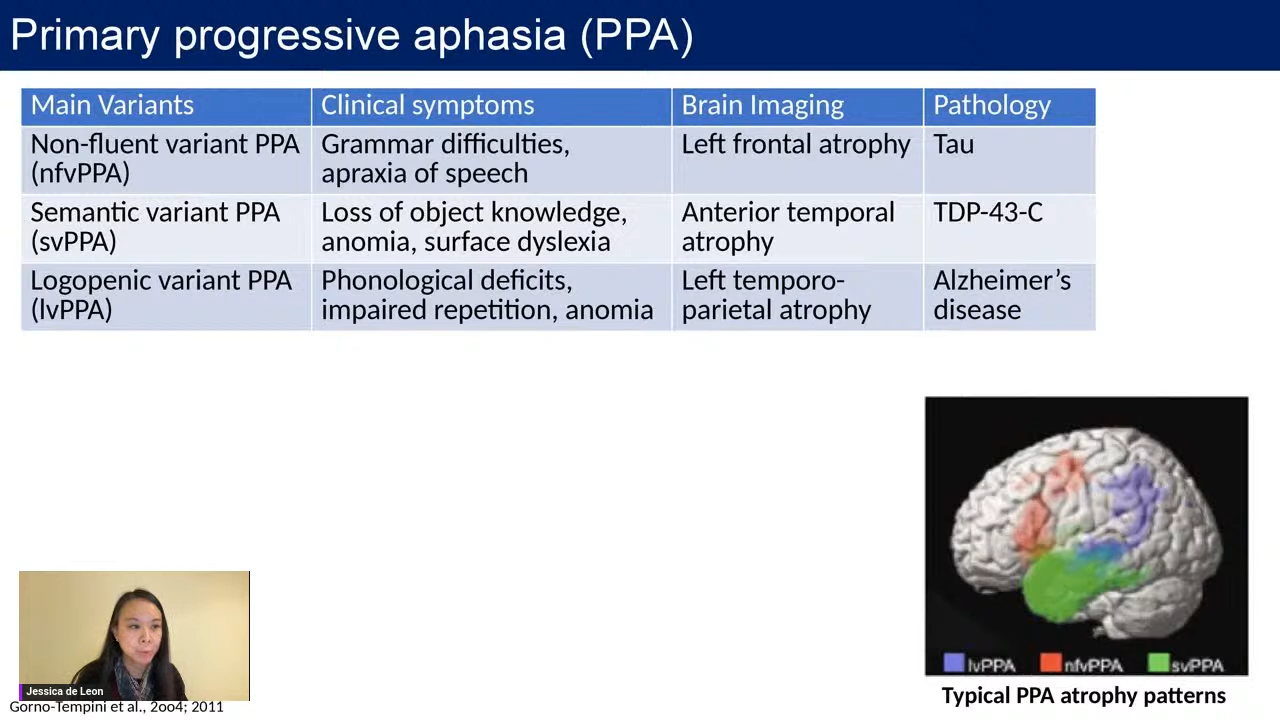 Primary progressive aphasia (PPA)
Main Variants
Clinical symptoms
Brain Imaging
Pathology
Non-fluent variant PPA
(nfvPPA)
Grammar difficulties,
apraxia of speech
Left frontal atrophy
Tau
Semantic variant PPA
(svPPA)
Loss of object knowledge,
anomia, surface dyslexia
Anterior temporal
atrophy
TDP-43-C
Logopenic variant PPA
(lvPPA)
Phonological deficits,
impaired repetition, anomia
Left temporo-
parietal atrophy
Alzheimer’s
disease
lvPPA
nfvPPA
svPPA
Typical PPA atrophy patterns
Jessica de Leon
Gorno-Tempini et al., 2oo4; 2011